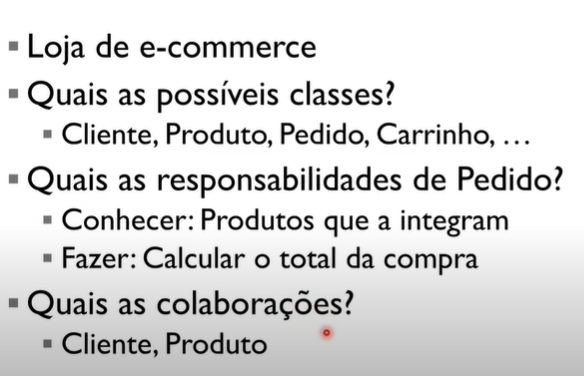 Loja de e-commerce
Quais as possíveis classes?
Cliente, Produto, Pedido, Carrinho, ...
Quais as responsabilidades de Pedido?
Conhecer: Produtos que a integram
Fazer: Calcular o total da compra
Quais as colaborações?
Cliente, Produto